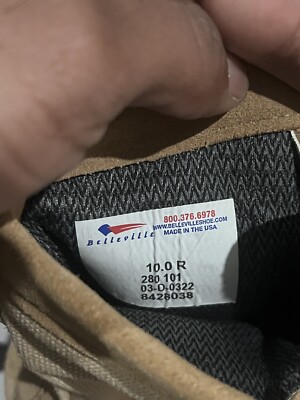 Belleville
800.376.6978
WWW.BELLEVILLESHOE.COM
MADE IN THE USA
10.0 R
280 101
03-D-0322
8428038